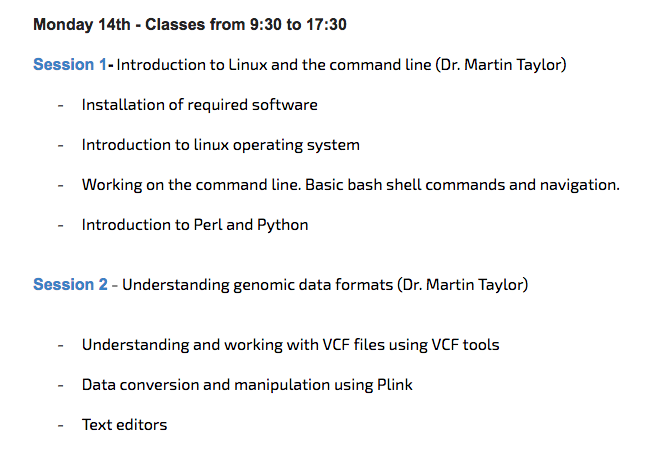 Monday 14th - Classes from 9:30 to 17:30
Session 1- Introduction to Linux and the command line (Dr. Martin Taylor)
- Installation of required software
- Introduction to linux operating system
- Working on the command line. Basic bash shell commands and navigation.
- Introduction to Perl and Python
Session 2 - Understanding genomic data formats (Dr. Martin Taylor)
- Understanding and working with VCF files using VCF tools
- Data conversion and manipulation using Plink
- Text editors